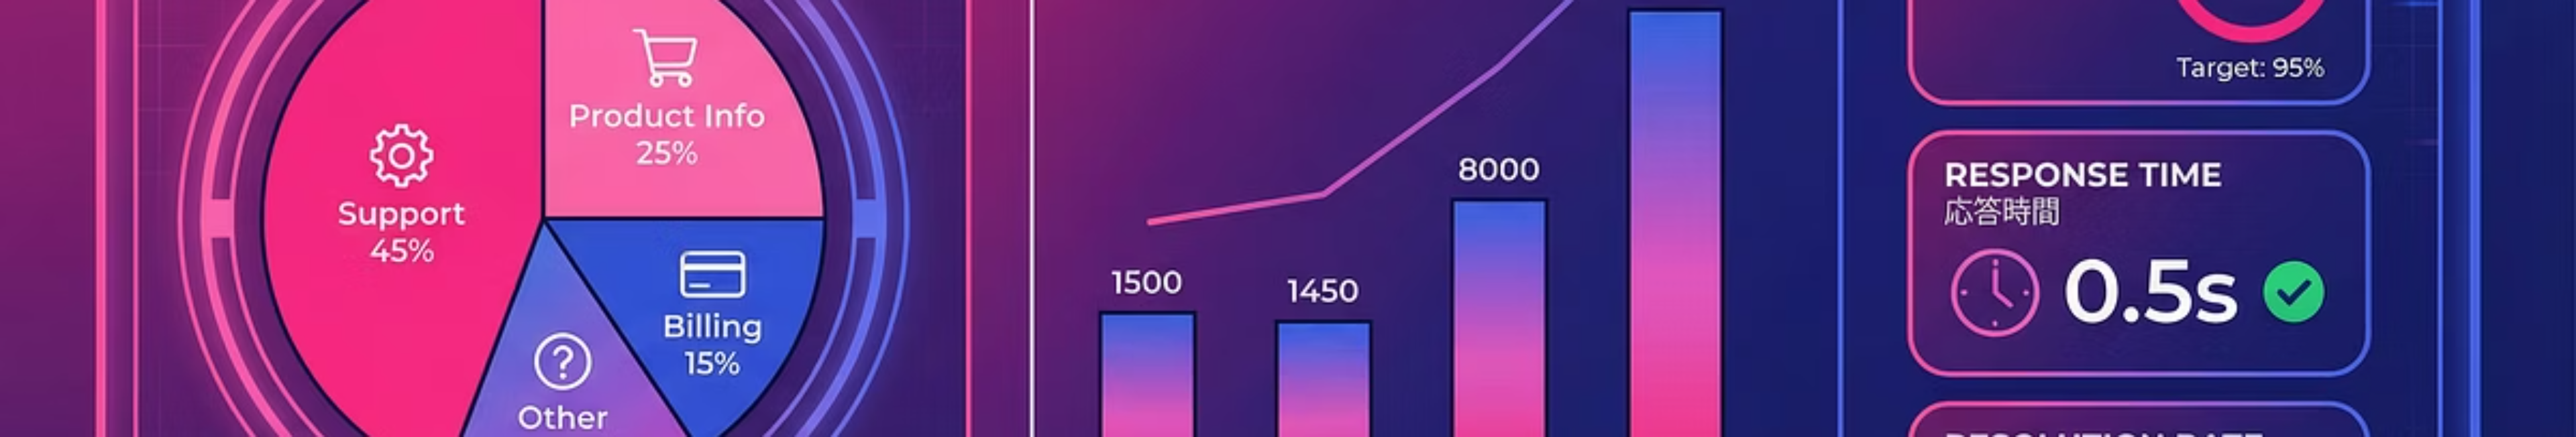 Product Info
25%
Support
45%
Billing
15%
Other
8000
1500
1450
Target: 95%
RESPONSE TIME
応答時間
0.5s